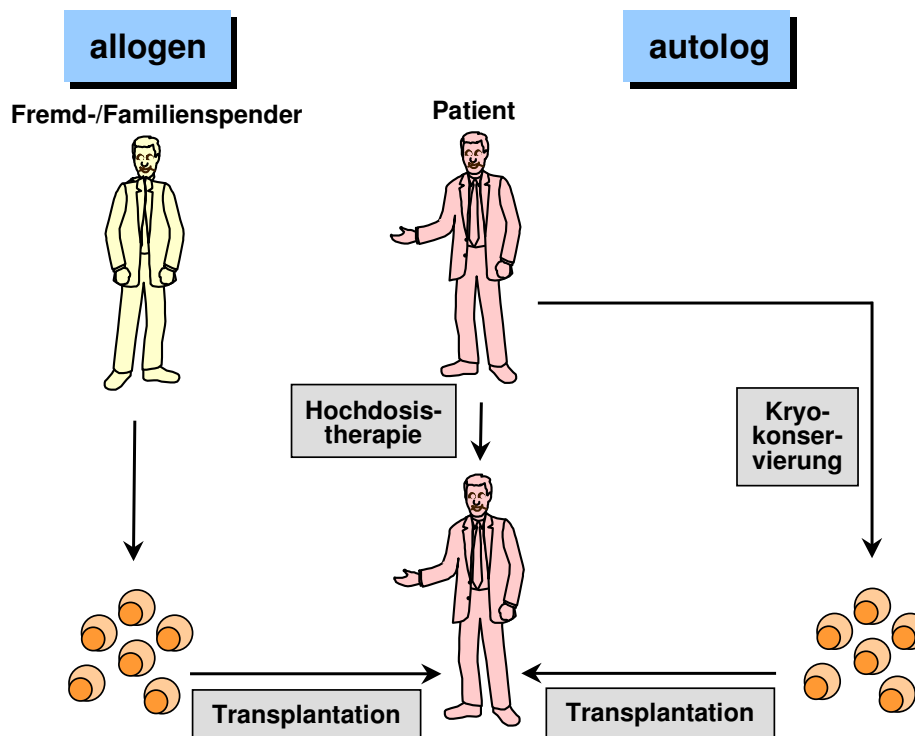 allogen
autolog
Fremd-/Familienspender
Patient
Hochdosis-
therapie
Kryo-
konser-
vierung
Transplantation
Transplantation